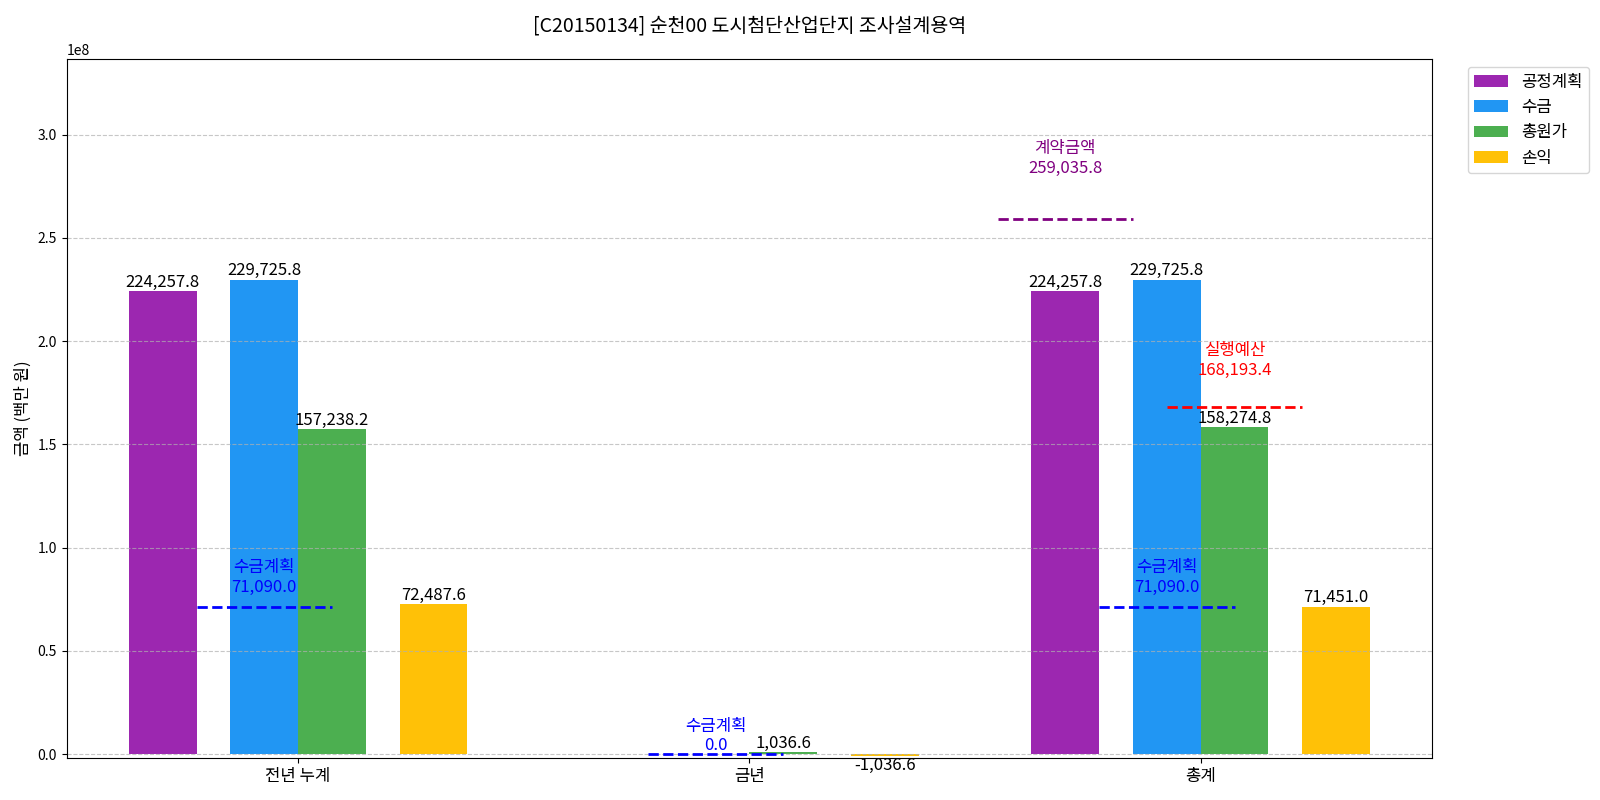 [C20150134] 순천00 도시첨단산업단지 조사설계용역
1e8
공정계획
수금
총원가
손익
금액 (백만 원)
3.0
2.5
2.0
1.5
1.0
0.5
0.0
224,257.8
229,725.8
157,238.2
72,487.6
수금계획
71,090.0
수금계획
0.0
1,036.6
-1,036.6
계약금액
259,035.8
224,257.8
229,725.8
실행예산
168,193.4
158,274.8
수금계획
71,090.0
71,451.0
전년 누계
금년
총계